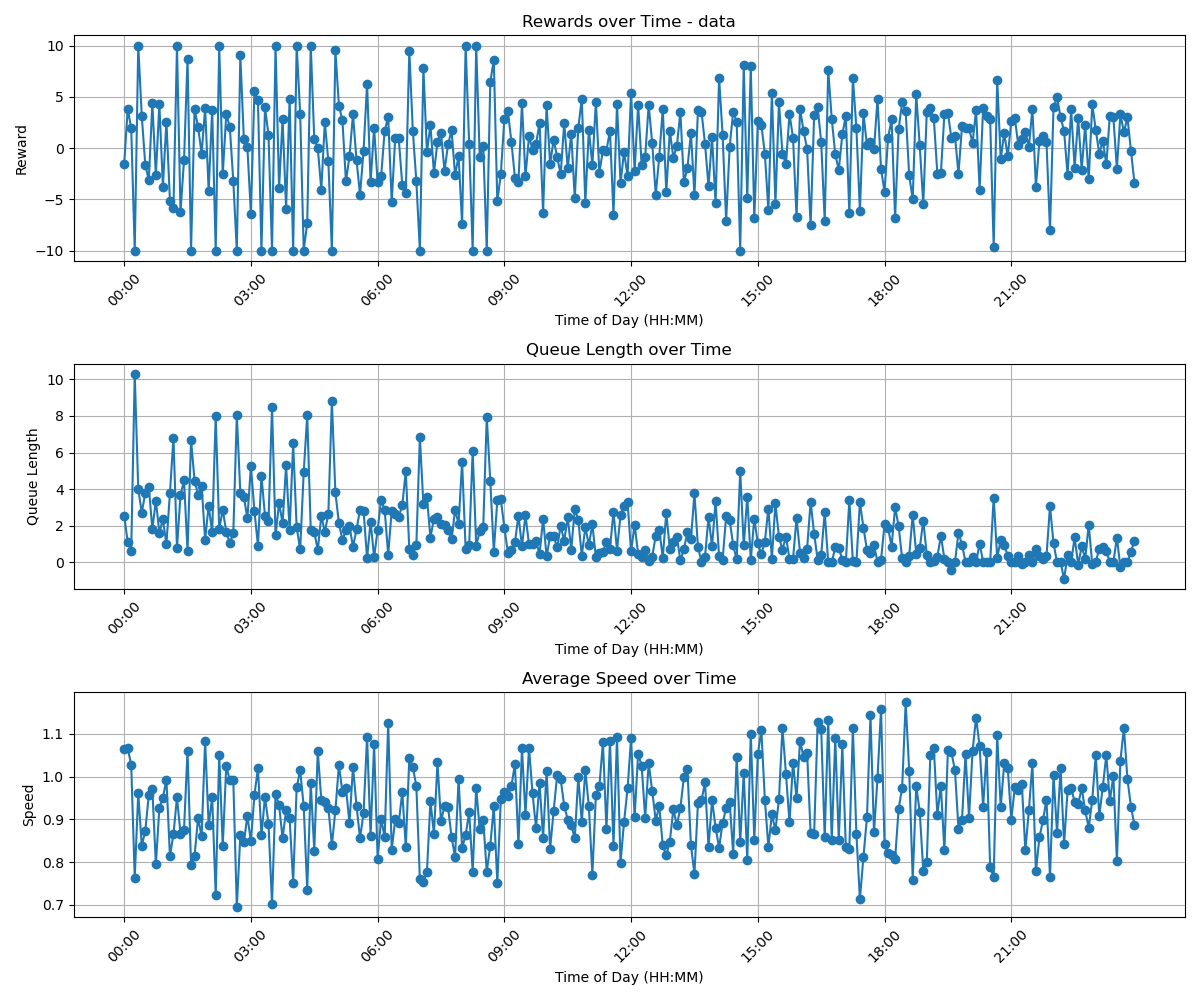 Rewards over Time - data
Reward
10
5
0
−5
−10
00:00 03:00 06:00 09:00 12:00 15:00 18:00 21:00
Time of Day (HH:MM)
Queue Length over Time
Queue Length
10
8
6
4
2
0
00:00 03:00 06:00 09:00 12:00 15:00 18:00 21:00
Time of Day (HH:MM)
Average Speed over Time
Speed
1.1
1.0
0.9
0.8
0.7
00:00 03:00 06:00 09:00 12:00 15:00 18:00 21:00
Time of Day (HH:MM)